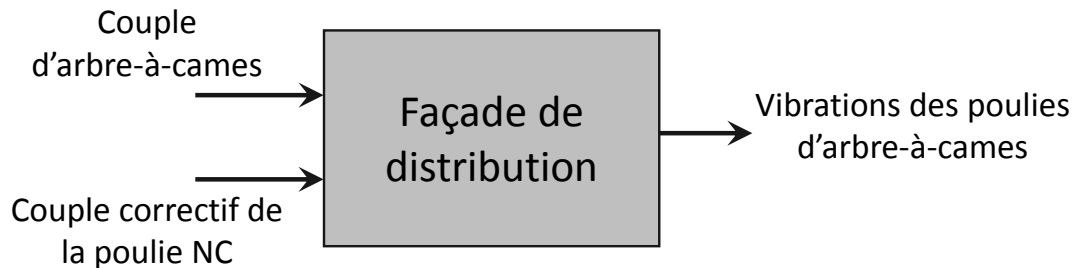 Couple
d’arbre-à-cames
Couple correctif de
la poulie NC
Façade de
distribution
Vibrations des poulies
d’arbre-à-cames